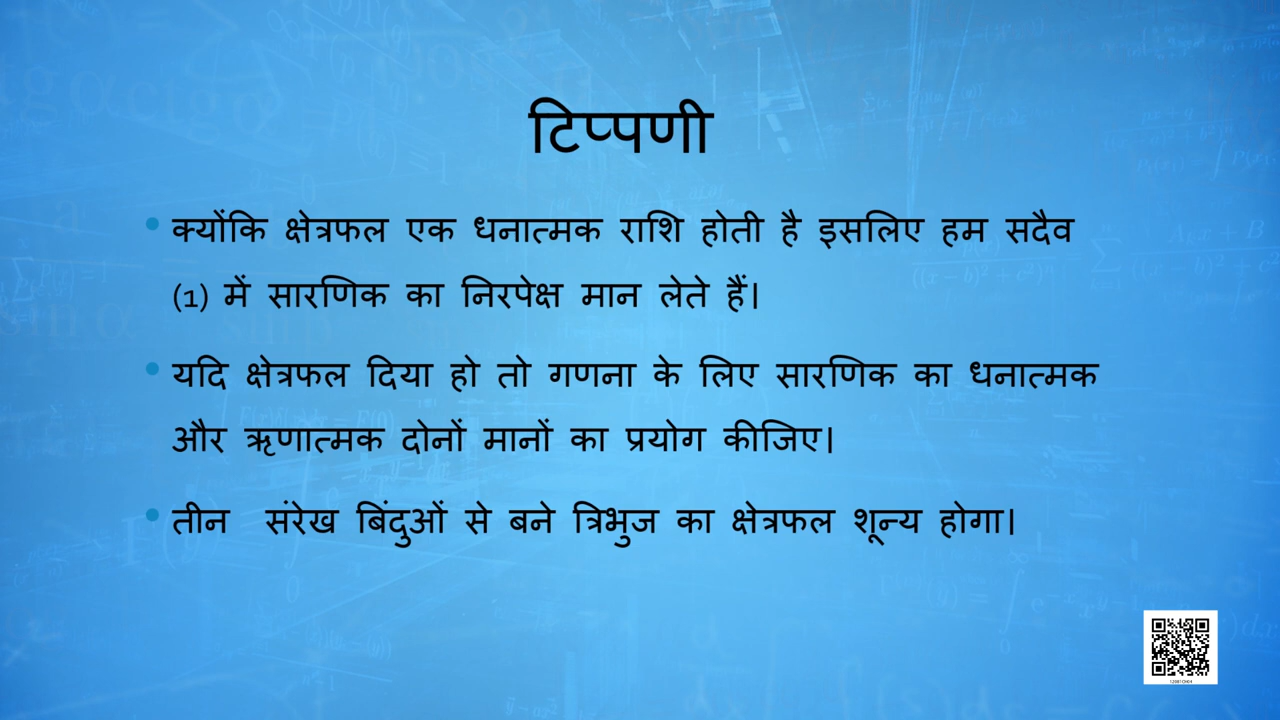 टिप्पणी
• क्योंकि क्षेत्रफल एक धनात्मक राशि होती है इसलिए हम सदैव
(1) में सारणिक का निरपेक्ष मान लेते हैं।
• यदि क्षेत्रफल दिया हो तो गणना के लिए सारणिक का धनात्मक
और ऋणात्मक दोनों मानों का प्रयोग कीजिए।
• तीन संरेख बिंदुओं से बने त्रिभुज का क्षेत्रफल शून्य होगा।